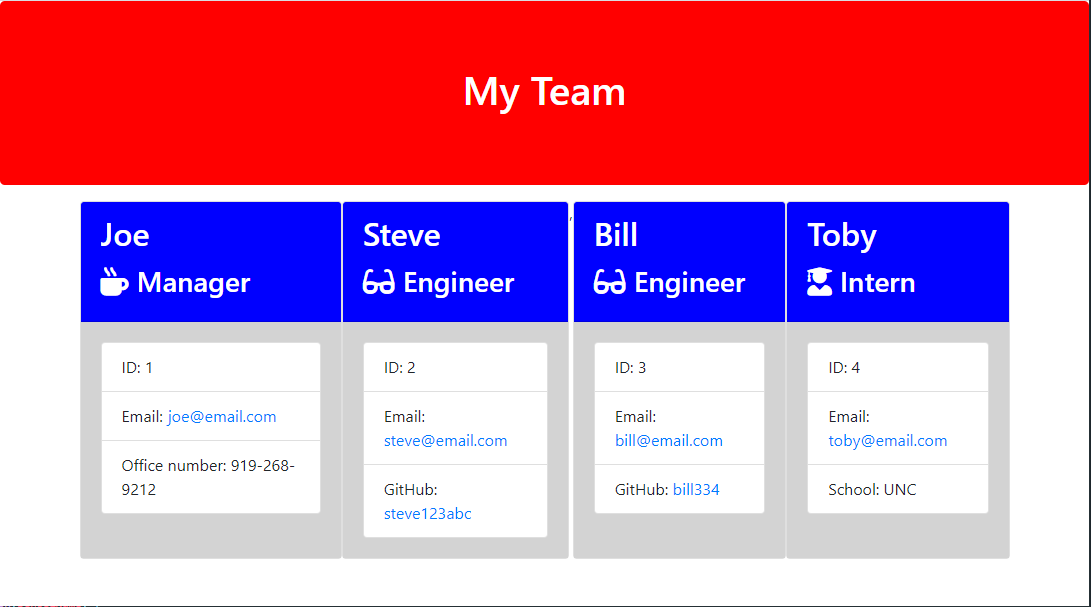 My Team
Joe
Manager
ID: 1
Email: joe@email.com
Office number: 919-268-
9212
Steve
Engineer
ID: 2
Email:
steve@email.com
GitHub:
steve123abc
,
Bill
Engineer
ID: 3
Email:
bill@email.com
GitHub: bill334
Toby
Intern
ID: 4
Email:
toby@email.com
School: UNC